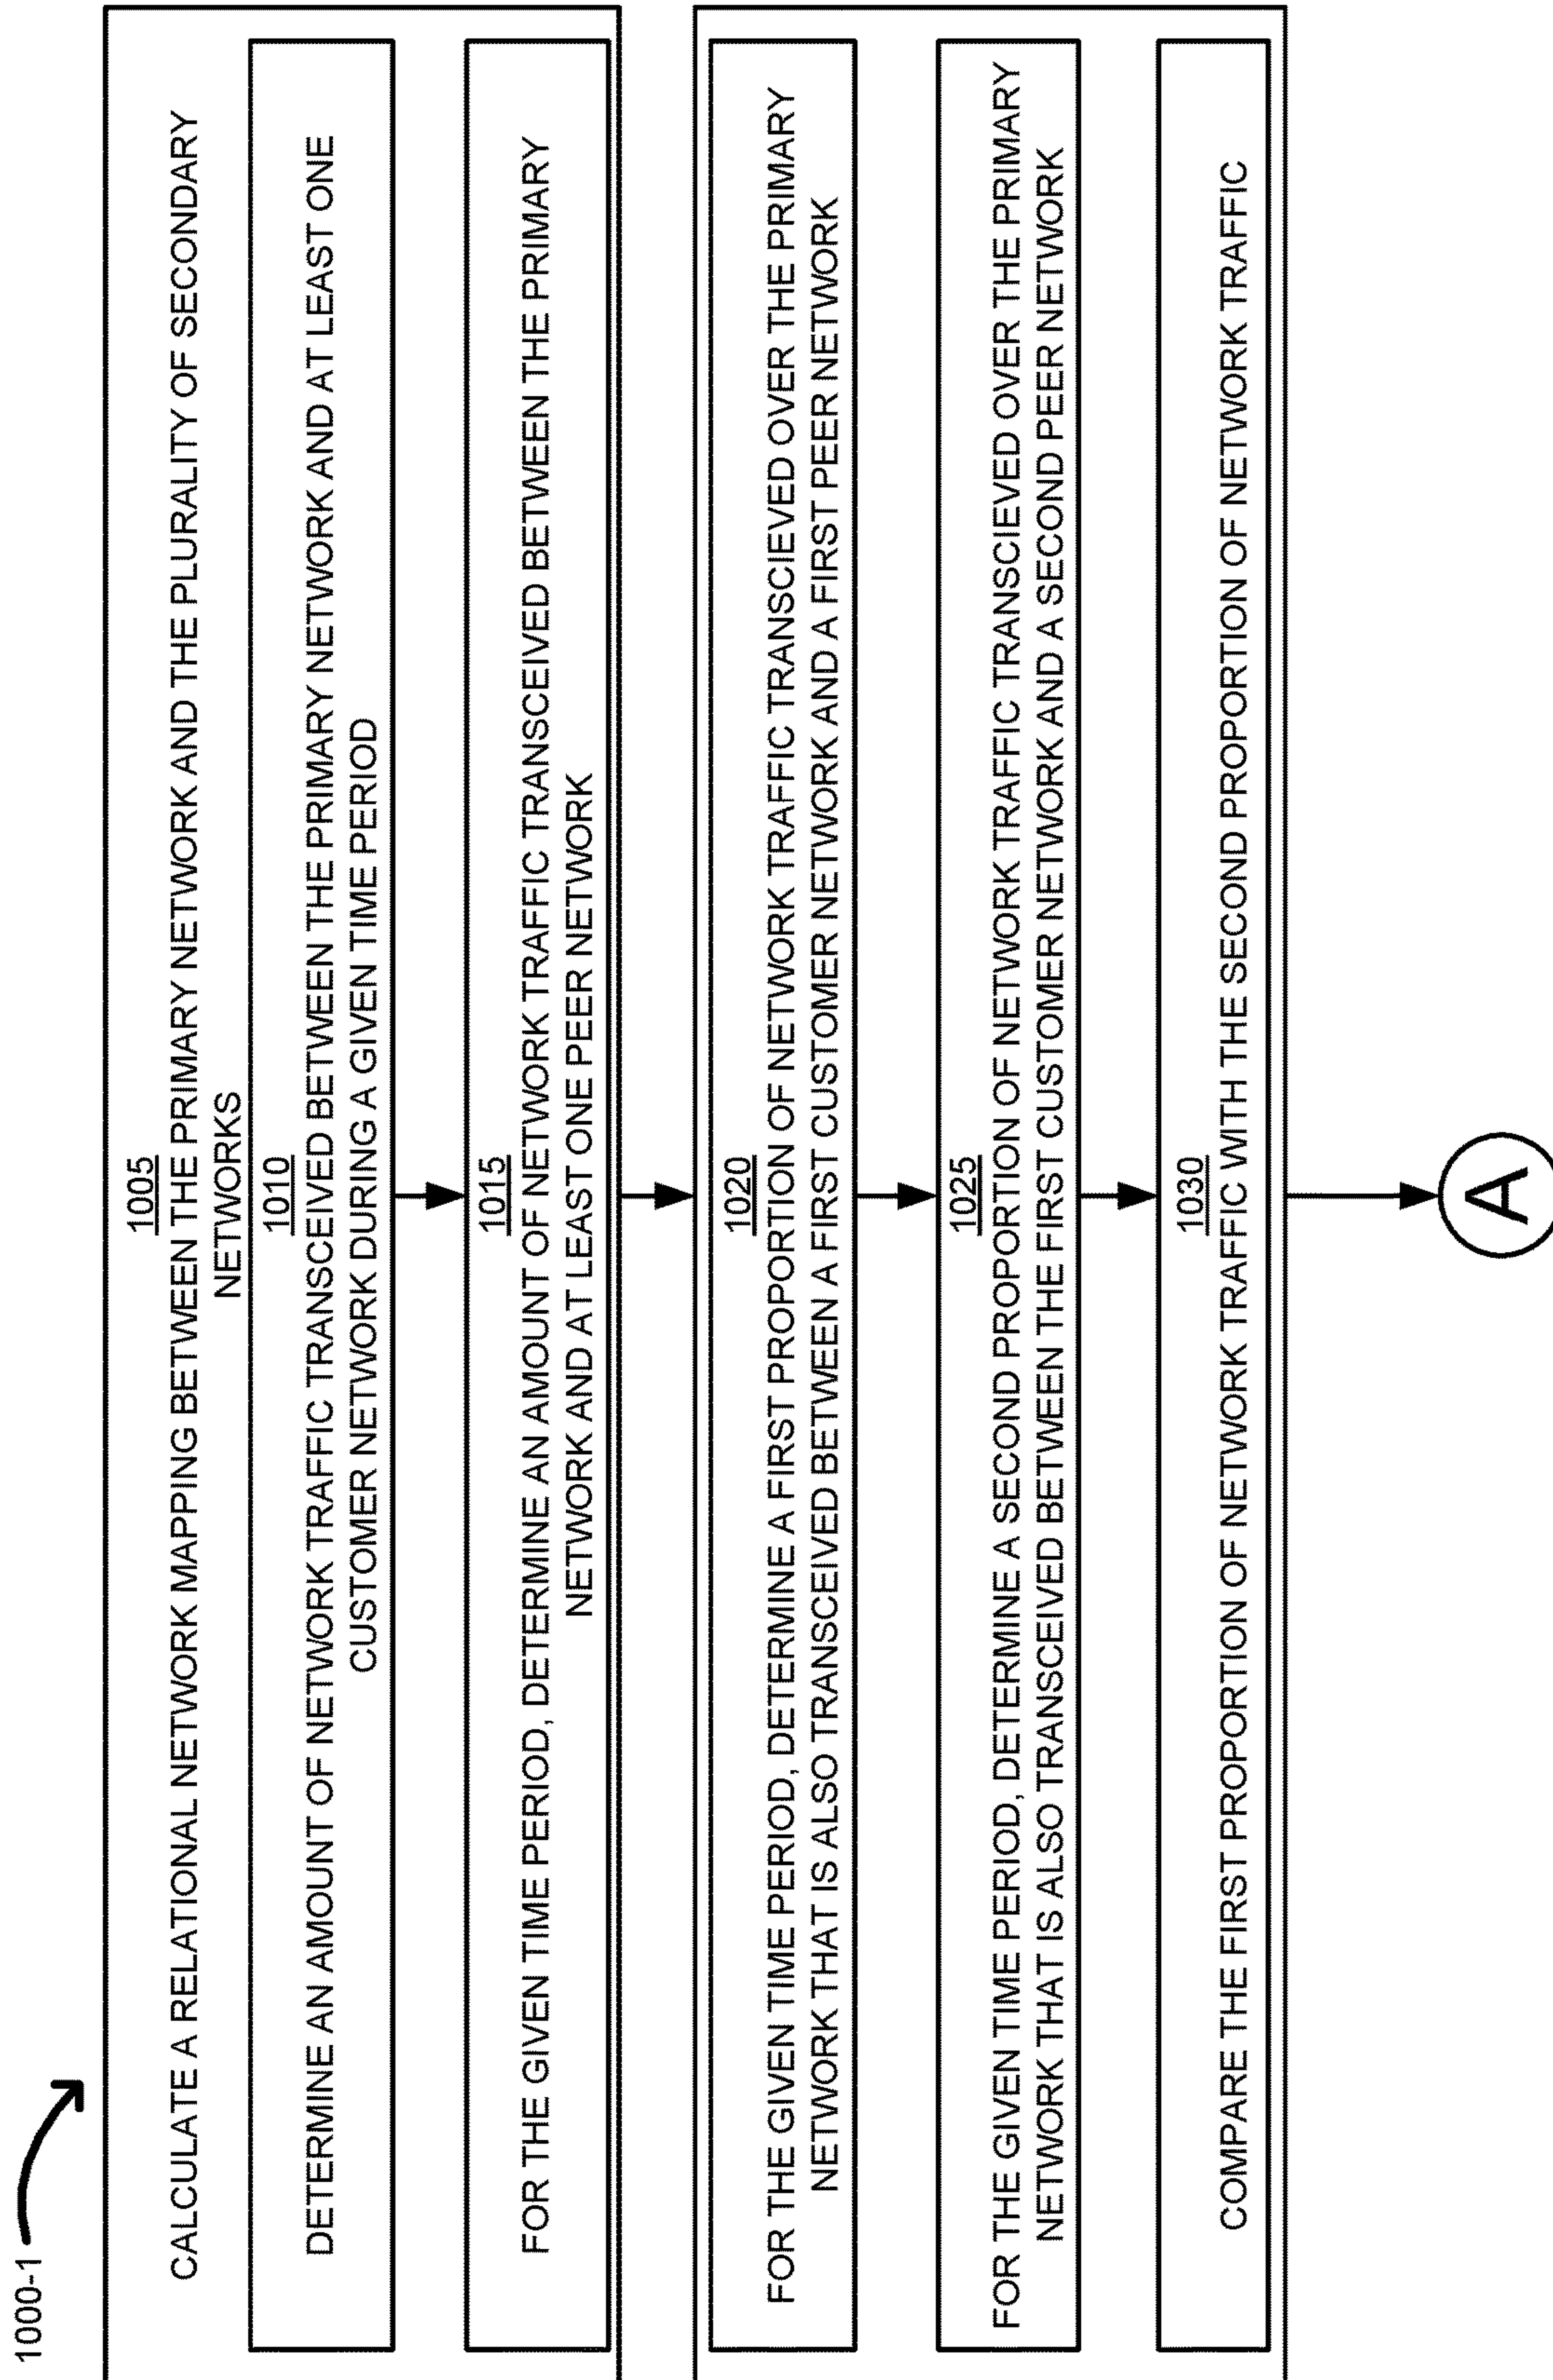 1000-1
1005
CALCULATE A RELATIONAL NETWORK MAPPING BETWEEN THE PRIMARY NETWORK AND THE PLURALITY OF SECONDARY
NETWORKS
1010
DETERMINE AN AMOUNT OF NETWORK TRAFFIC TRANSCEIVED BETWEEN THE PRIMARY NETWORK AND AT LEAST ONE
CUSTOMER NETWORK DURING A GIVEN TIME PERIOD
1015
FOR THE GIVEN TIME PERIOD, DETERMINE AN AMOUNT OF NETWORK TRAFFIC TRANSCEIVED BETWEEN THE PRIMARY
NETWORK AND AT LEAST ONE PEER NETWORK
1020
FOR THE GIVEN TIME PERIOD, DETERMINE A FIRST PROPORTION OF NETWORK TRAFFIC TRANSCIEVED OVER THE PRIMARY
NETWORK THAT IS ALSO TRANSCEIVED BETWEEN A FIRST CUSTOMER NETWORK AND A FIRST PEER NETWORK
1025
FOR THE GIVEN TIME PERIOD, DETERMINE A SECOND PROPORTION OF NETWORK TRAFFIC TRANSCIEVED OVER THE PRIMARY
NETWORK THAT IS ALSO TRANSCEIVED BETWEEN THE FIRST CUSTOMER NETWORK AND A SECOND PEER NETWORK
1030
COMPARE THE FIRST PROPORTION OF NETWORK TRAFFIC WITH THE SECOND PROPORTION OF NETWORK TRAFFIC
A